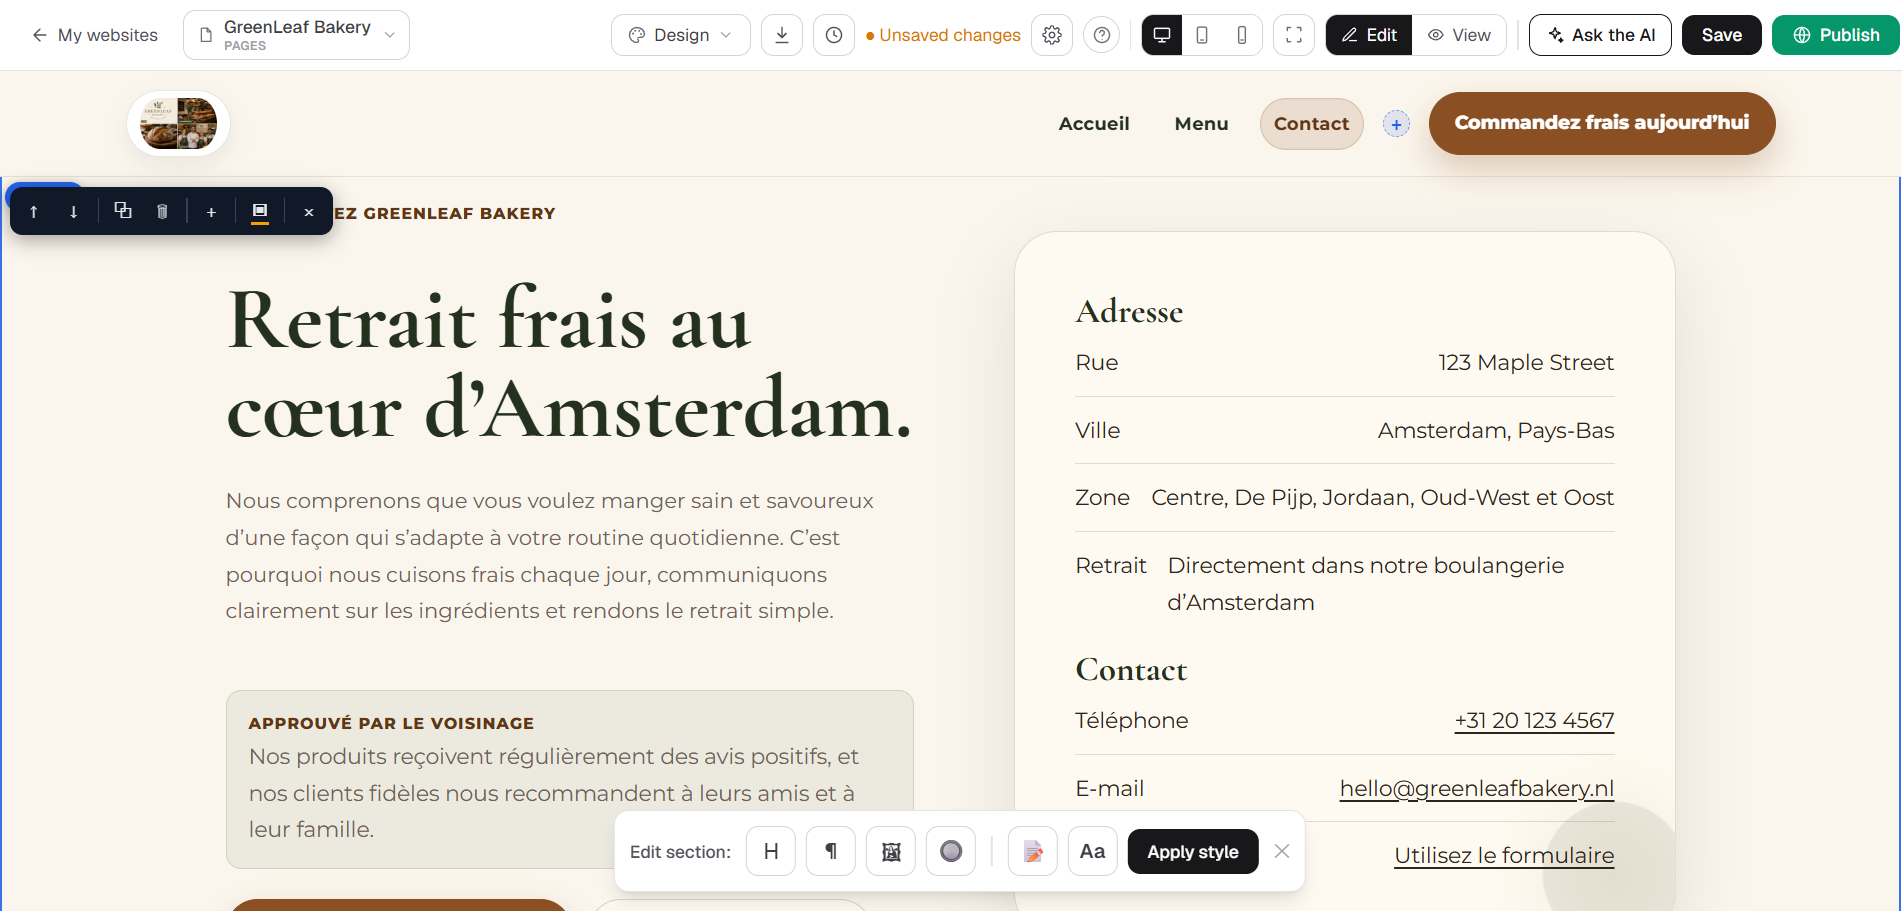 My websites
GreenLeaf Bakery
PAGES
Design
Unsaved changes
Edit
View
Ask the AI
Save
Publish
Accueil
Menu
Contact
+
Commandez frais aujourd’hui
EZ GREENLEAF BAKERY
Retrait frais au
cœur d’Amsterdam.
Nous comprenons que vous voulez manger sain et savoureux
d’une façon qui s’adapte à votre routine quotidienne. C’est
pourquoi nous cuisons frais chaque jour, communiquons
clairement sur les ingrédients et rendons le retrait simple.
APPROUVÉ PAR LE VOISINAGE
Nos produits reçoivent régulièrement des avis positifs, et
nos clients fidèles nous recommandent à leurs amis et à
leur famille.
Adresse
Rue 123 Maple Street
Ville Amsterdam, Pays-Bas
Zone Centre, De Pijp, Jordaan, Oud-West et Oost
Retrait Directement dans notre boulangerie
d’Amsterdam
Contact
Téléphone +31 20 123 4567
E-mail hello@greenleafbakery.nl
Utilisez le formulaire
Edit section: H ¶ Aa Apply style